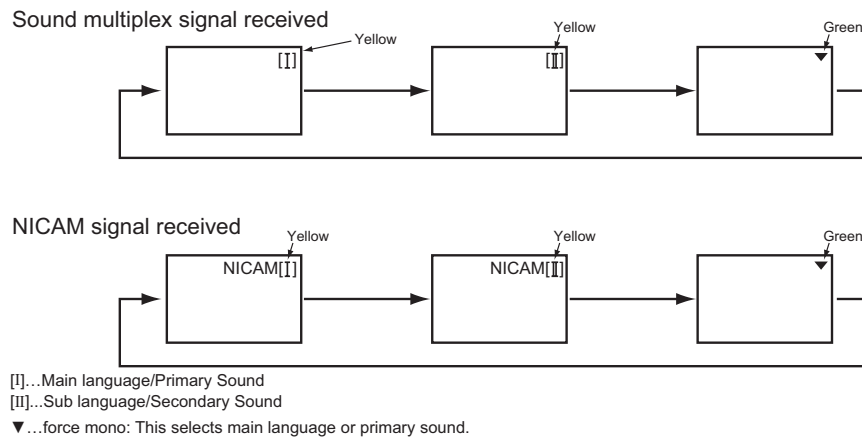 Sound multiplex signal received
Yellow
Yellow
Green
[I]
[II]
▼
NICAM signal received
Yellow
Yellow
Green
NICAM[I]
NICAM[II]
▼
[I]...Main language/Primary Sound
[II]...Sub language/Secondary Sound
▼...force mono: This selects main language or primary sound.